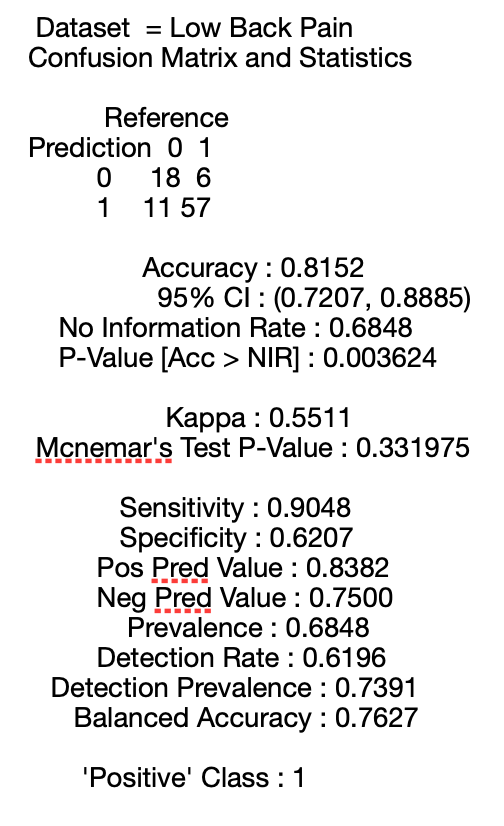 Dataset = Low Back Pain
Confusion Matrix and Statistics
Reference
Prediction 0 1
0 18 6
1 11 57
Accuracy : 0.8152
95% CI : (0.7207, 0.8885)
No Information Rate : 0.6848
P-Value [Acc > NIR] : 0.003624
Kappa : 0.5511
Mcnemar's Test P-Value : 0.331975
Sensitivity : 0.9048
Specificity : 0.6207
Pos Pred Value : 0.8382
Neg Pred Value : 0.7500
Prevalence : 0.6848
Detection Rate : 0.6196
Detection Prevalence : 0.7391
Balanced Accuracy : 0.7627
'Positive' Class : 1